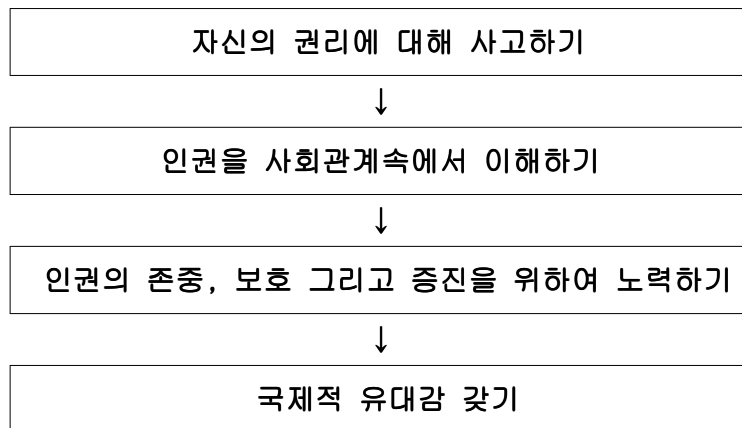 자신의 권리에 대해 사고하기
↓
인권을 사회관계속에서 이해하기
↓
인권의 존중, 보호 그리고 증진을 위하여 노력하기
↓
국제적 유대감 갖기